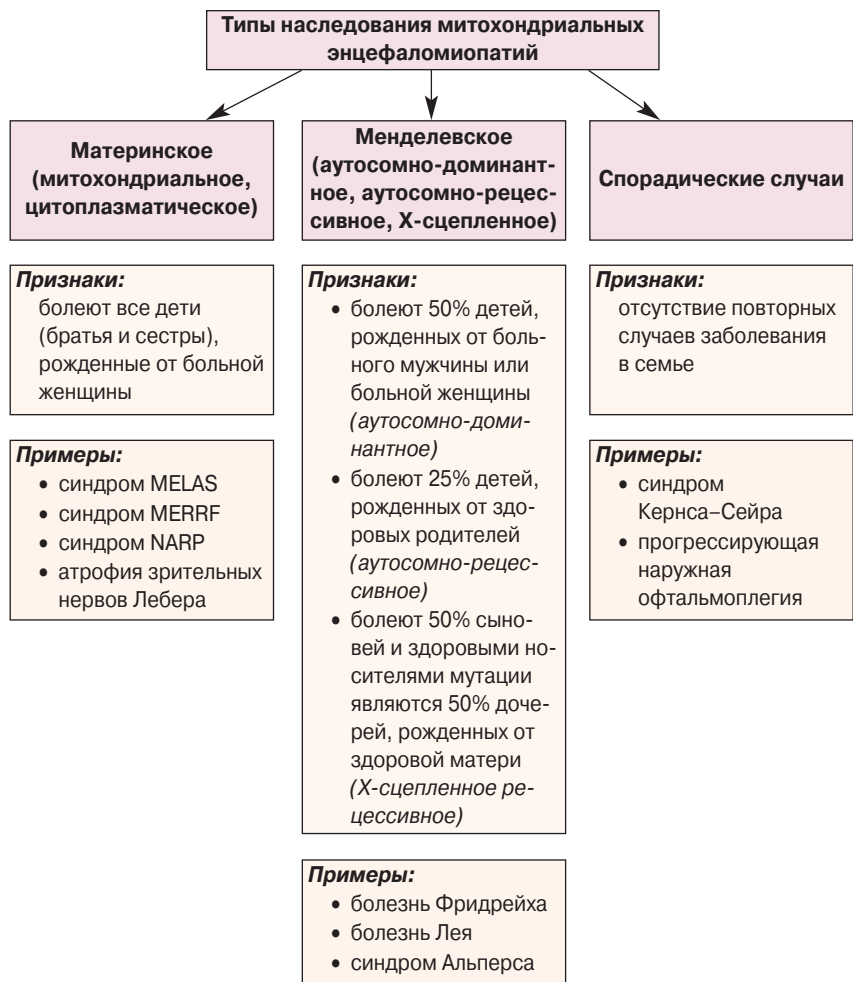 Типы наследования митохондриальных
энцефаломиопатий
Материнское
(митохондриальное,
цитоплазматическое)
Признаки:
болеют все дети
(братья и сестры),
рожденные от больной
женщины
Примеры:
• синдром MELAS
• синдром MERRF
• синдром NARP
• атрофия зрительных
нервов Лебера
Менделевское
(аутосомно-доминант-
ное, аутосомно-рецес-
сивное, Х-сцепленное)
Признаки:
• болеют 50% детей,
рожденных от боль-
ного мужчины или
больной женщины
(аутосомно-доми-
нантное)
• болеют 25% детей,
рожденных от здо-
ровых родителей
(аутосомно-рецес-
сивное)
• болеют 50% сыно-
вей и здоровыми но-
сителями мутации
являются 50% доче-
рей, рожденных от
здоровой матери
(Х-сцепленное ре-
цессивное)
Примеры:
• болезнь Фридрейха
• болезнь Лея
• синдром Альперса
Спорадические случаи
Признаки:
отсутствие повторных
случаев заболевания
в семье
Примеры:
• синдром
Кернса–Сейра
• прогрессирующая
наружная
офтальмоплегия